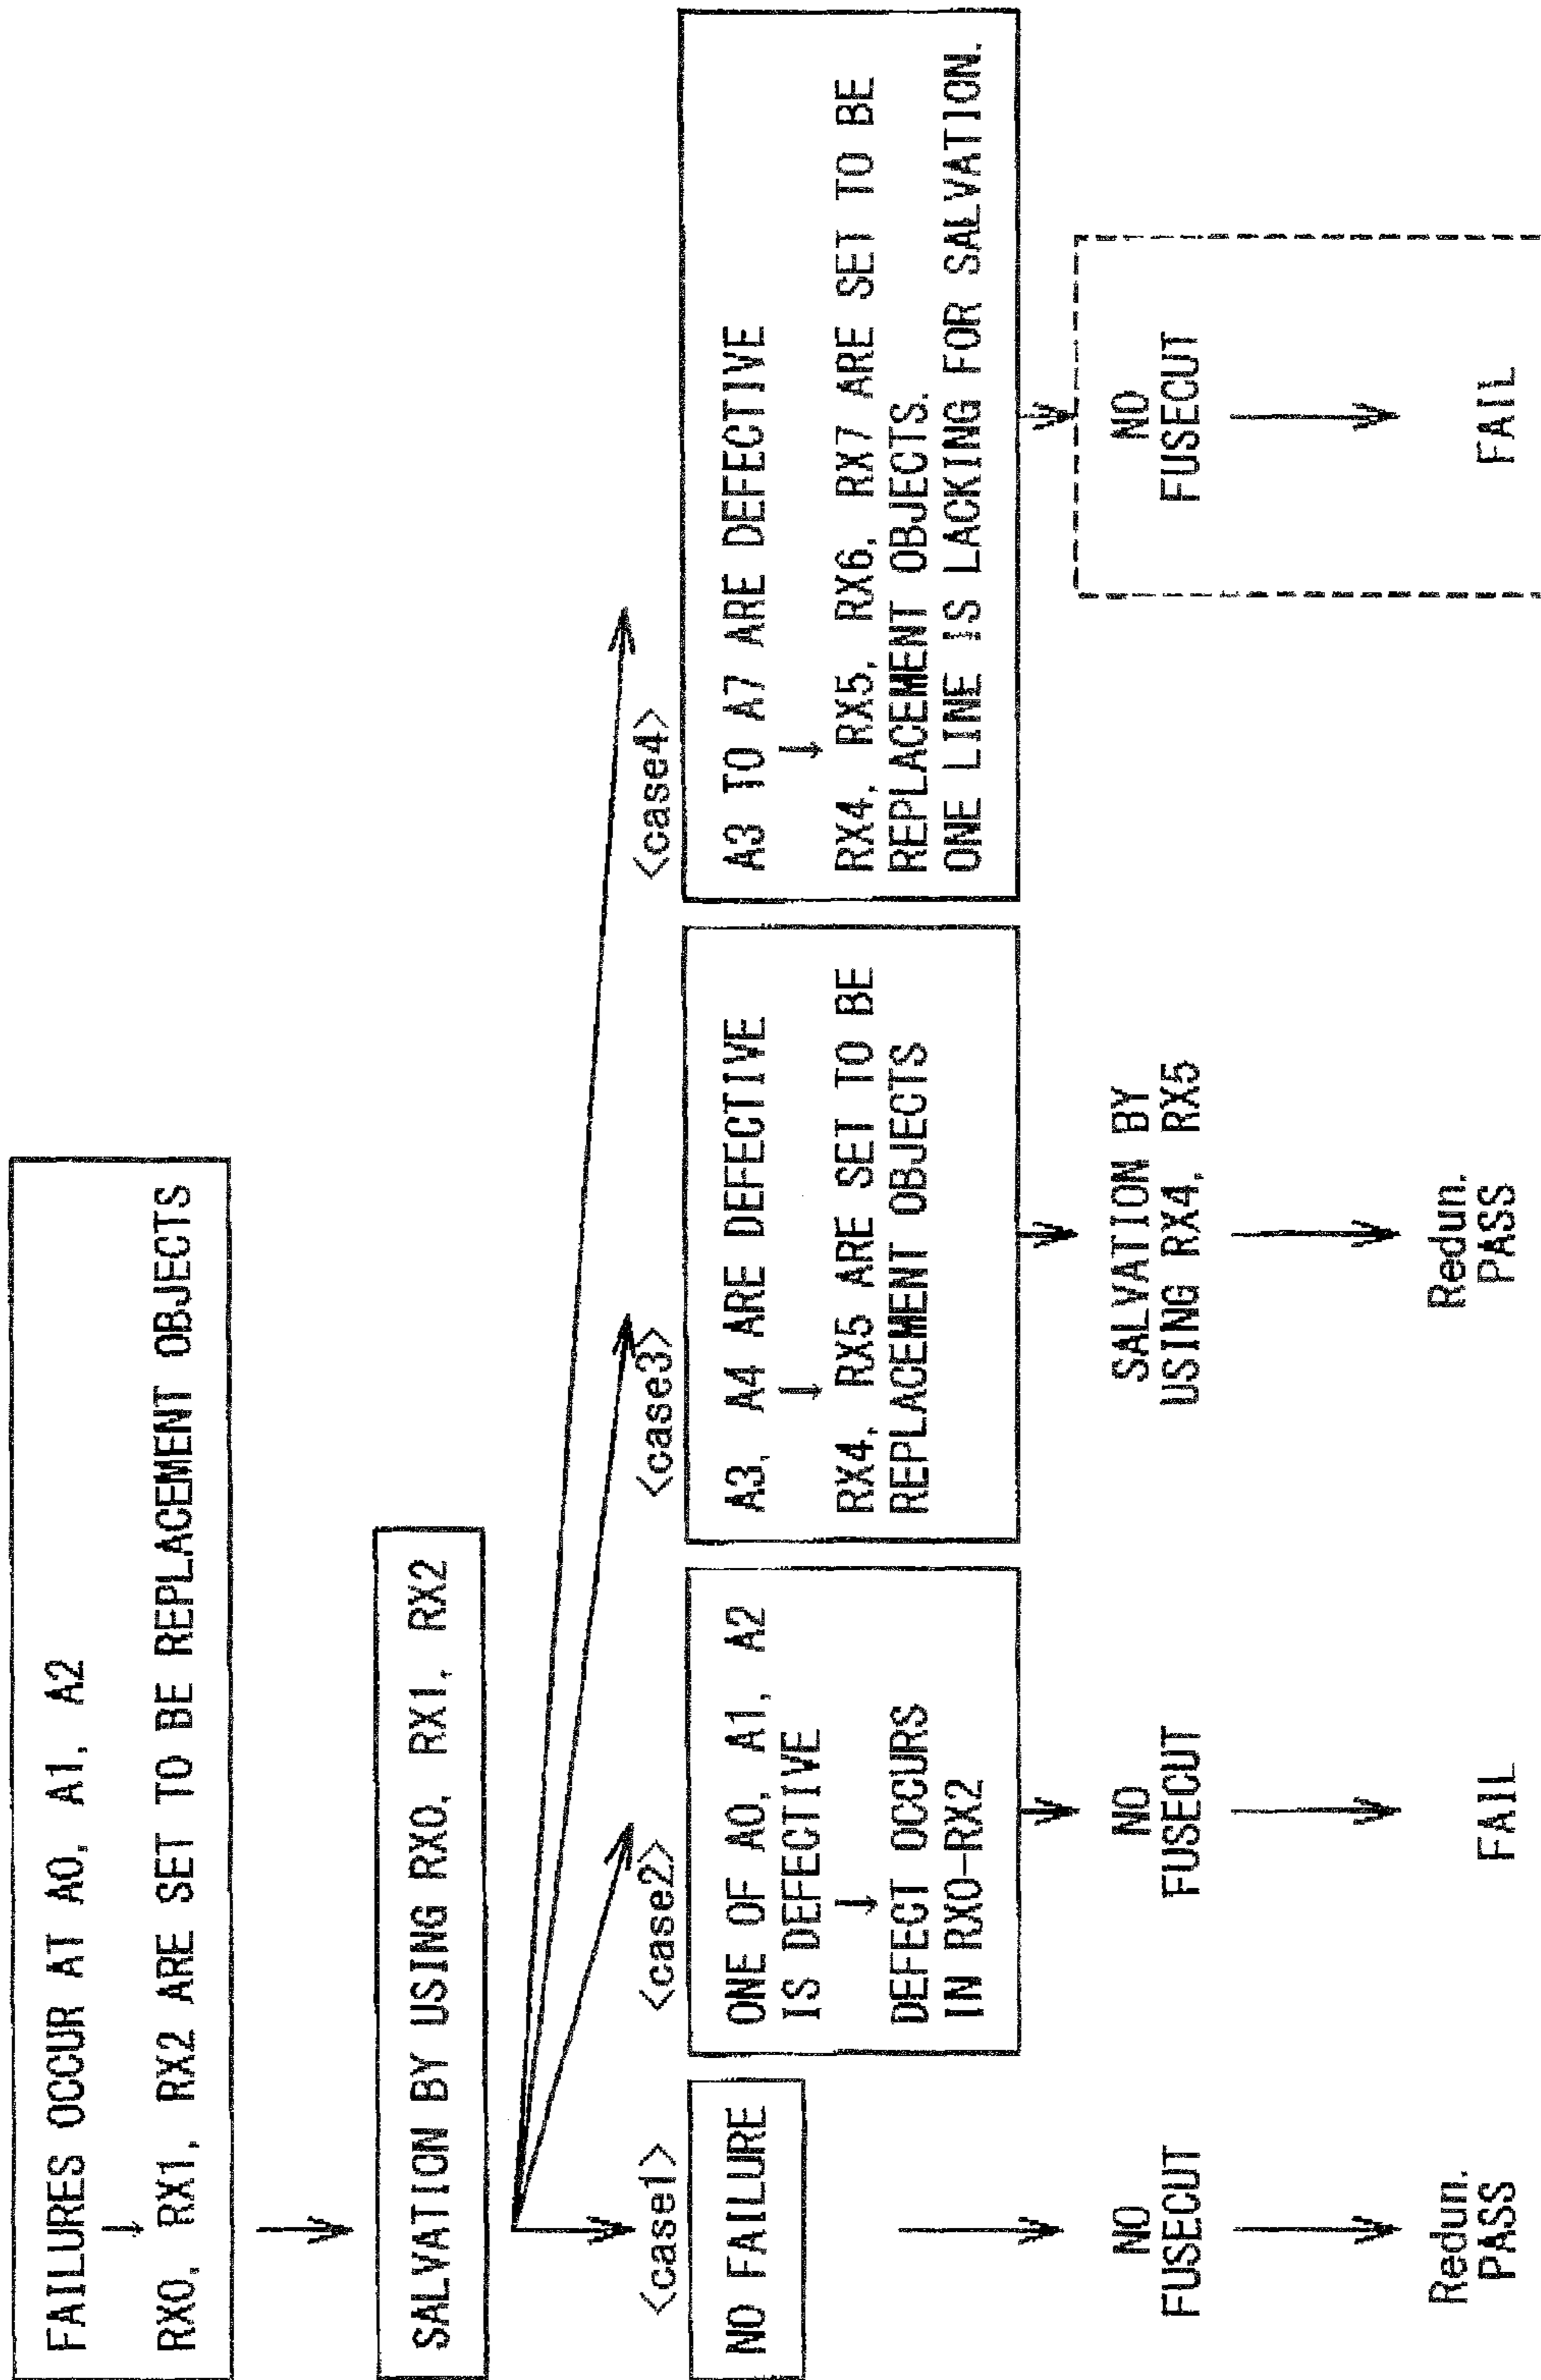 FAILURES OCCUR AT A0, A1, A2
↓
RX0, RX1, RX2 ARE SET TO BE REPLACEMENT OBJECTS
SALVATION BY USING RX0, RX1, RX2
<case1>
NO FAILURE
NO
FUSECUT
Redun.
PASS
<case2>
ONE OF A0, A1, A2
IS DEFECTIVE
↓
DEFECT OCCURS
IN RX0-RX2
NO
FUSECUT
FAIL
<case3>
A3, A4 ARE DEFECTIVE
↓
RX4, RX5 ARE SET TO BE
REPLACEMENT OBJECTS
SALVATION BY
USING RX4, RX5
Redun.
PASS
<case4>
A3 TO A7 ARE DEFECTIVE
↓
RX4, RX5, RX6, RX7 ARE SET TO BE
REPLACEMENT OBJECTS.
ONE LINE IS LACKING FOR SALVATION.
NO
FUSECUT
FAIL